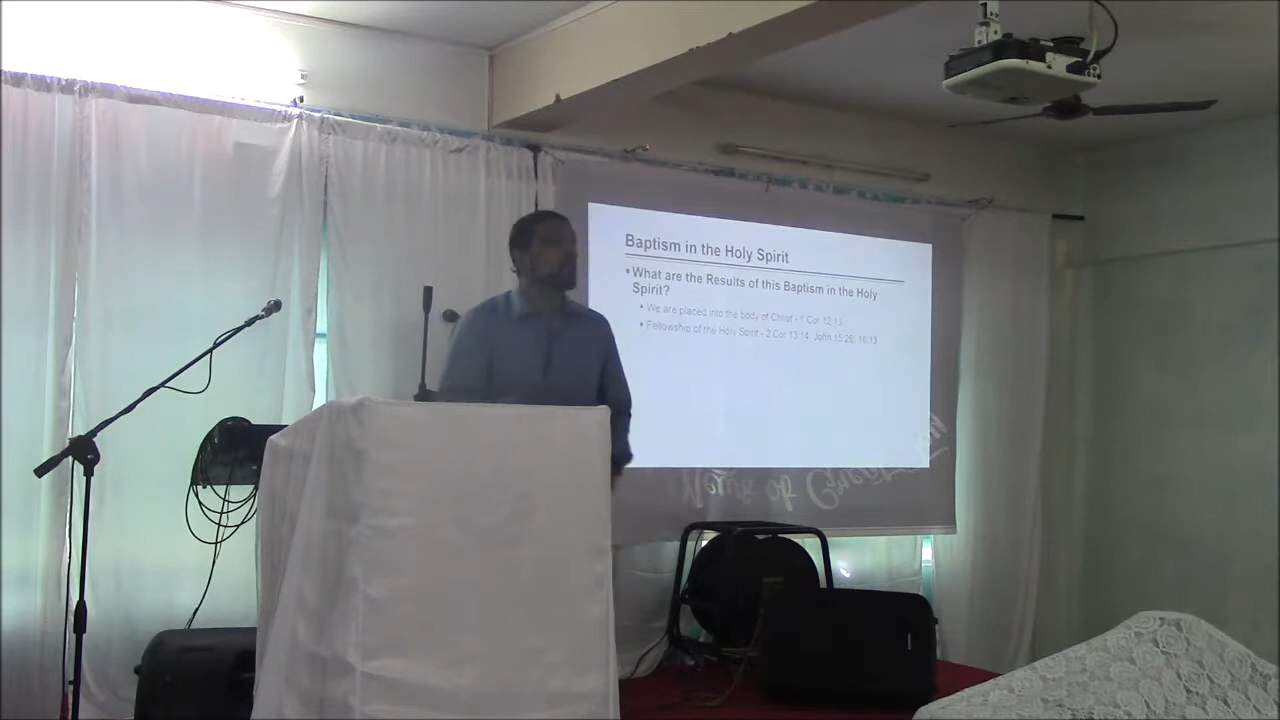 Baptism in the Holy Spirit
•What are the Results of this Baptism in the Holy
Spirit?
• We are placed into the body of Christ - 1 Cor 12:13
• Fellowship of the Holy Spirit - 2 Cor 13:14; John 15:26; 16:13